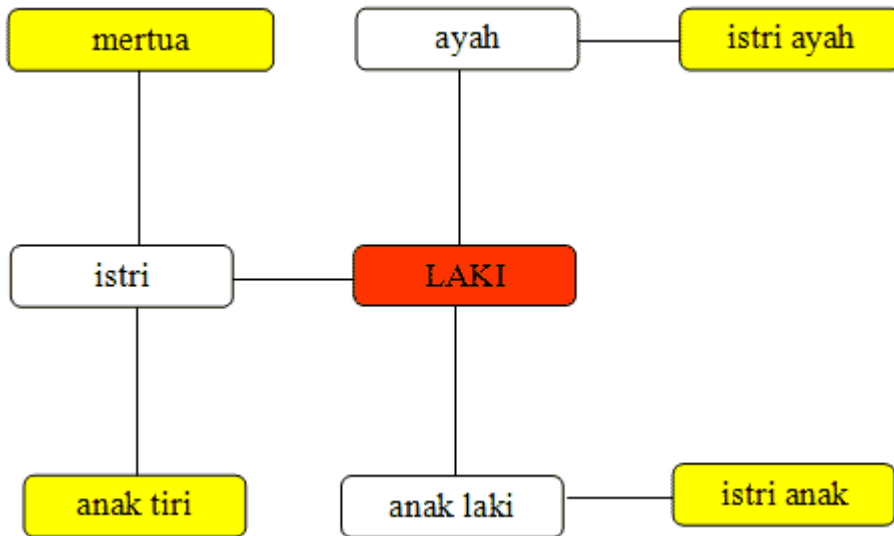 mertua
ayah
istri ayah
istri
LAKI
anak tiri
anak laki
istri anak